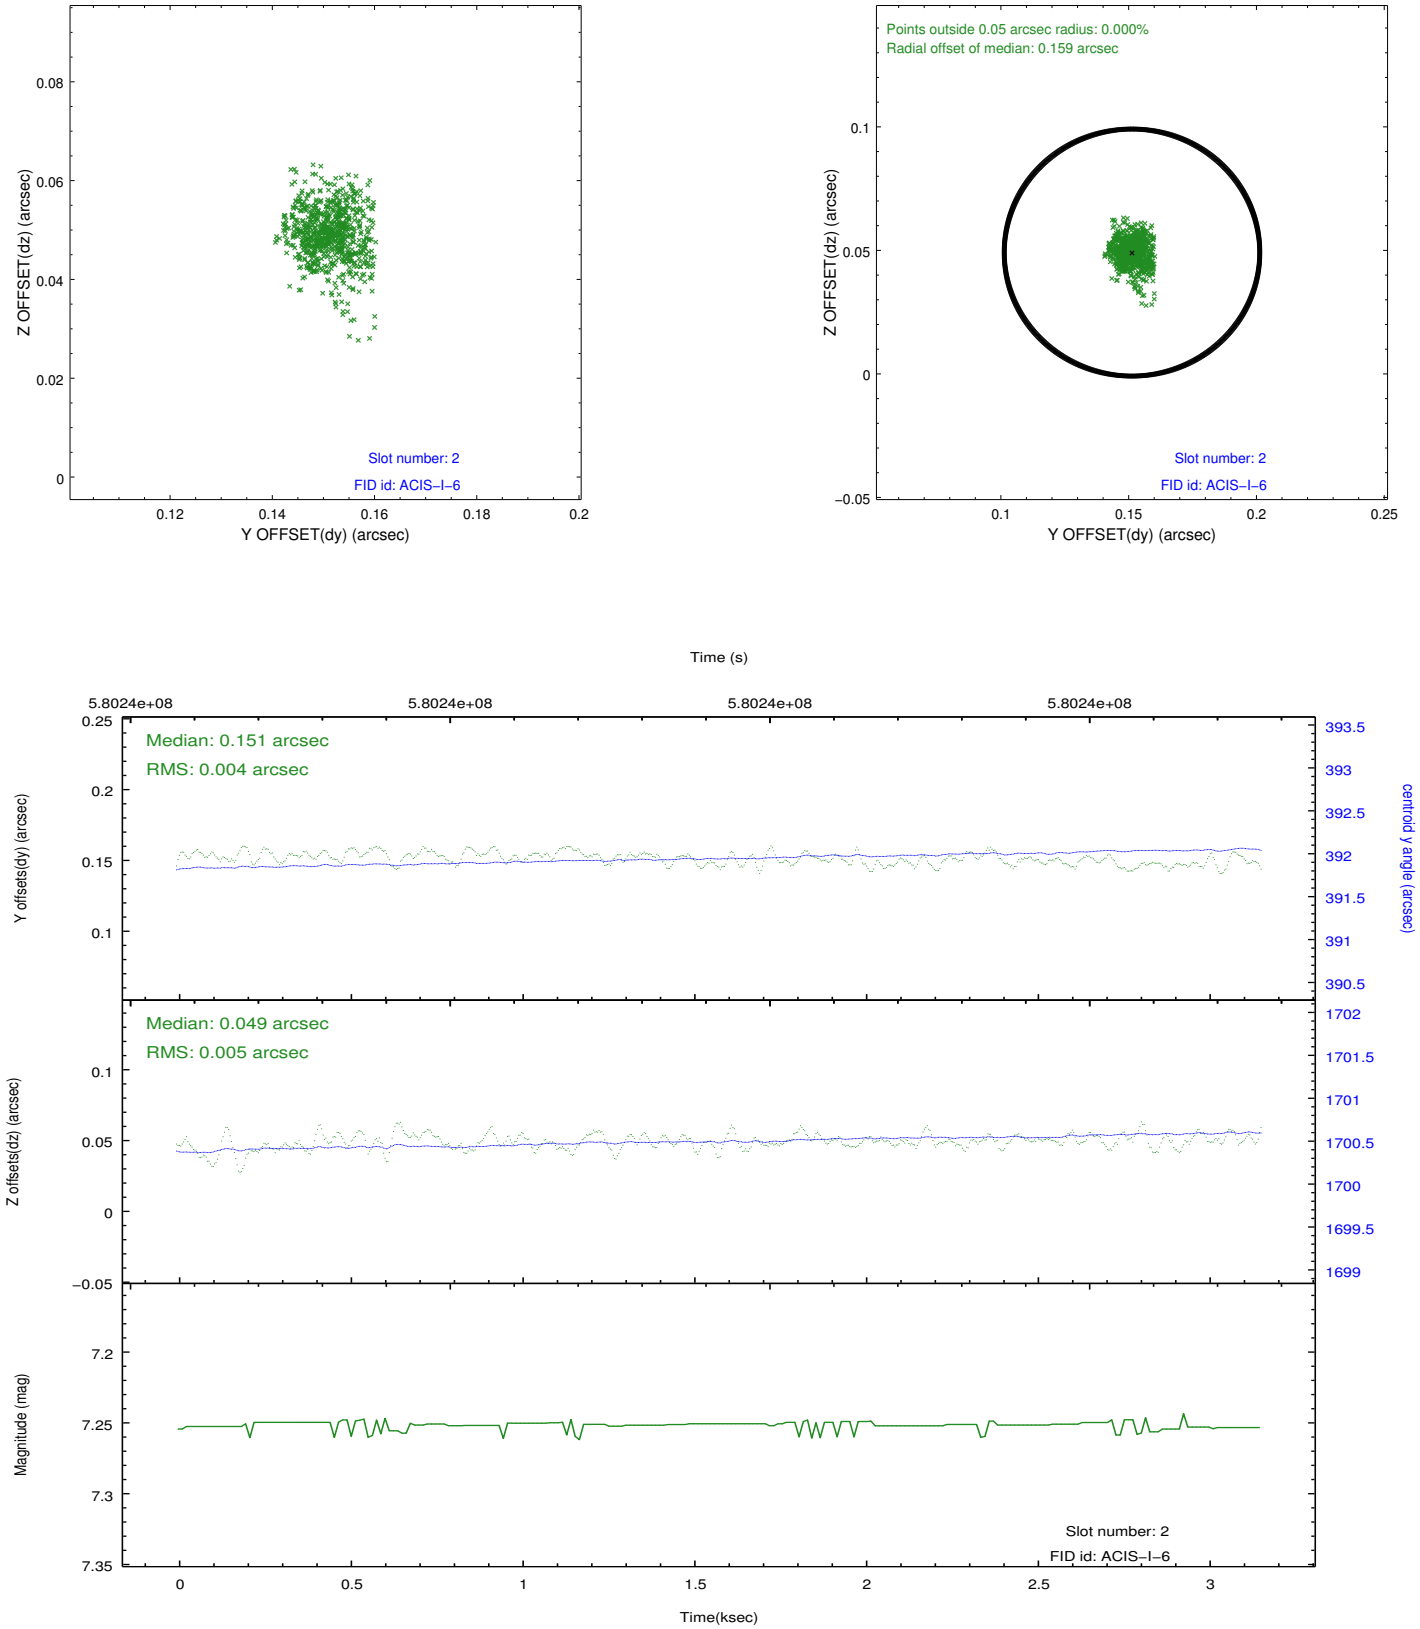 Points outside 0.05 arcsec radius: 0.000%
Radial offset of median: 0.159 arcsec
0.08
0.06
0.04
0.02
0
Z OFFSET(dz) (arcsec)
Slot number: 2
FID id: ACIS-I-6
0.12 0.14 0.16 0.18 0.2
Y OFFSET(dy) (arcsec)
0.1
0.05
0
-0.05
Z OFFSET(dz) (arcsec)
Slot number: 2
FID id: ACIS-I-6
0.1 0.15 0.2 0.25
Y OFFSET(dy) (arcsec)
Time (s)
5.8024e+08 5.8024e+08 5.8024e+08 5.8024e+08
Median: 0.151 arcsec
RMS: 0.004 arcsec
0.25
0.2
0.15
0.1
Y offsets(dy) (arcsec)
393.5
393
392.5
392
391.5
391
390.5
centroid y angle (arcsec)
Median: 0.049 arcsec
RMS: 0.005 arcsec
0.1
0.05
0
-0.05
Z offsets(dz) (arcsec)
1702
1701.5
1701
1700.5
1700
1699.5
1699
7.2
7.25
7.3
7.35
Magnitude (mag)
Slot number: 2
FID id: ACIS-I-6
0 0.5 1 1.5 2 2.5 3
Time(ksec)